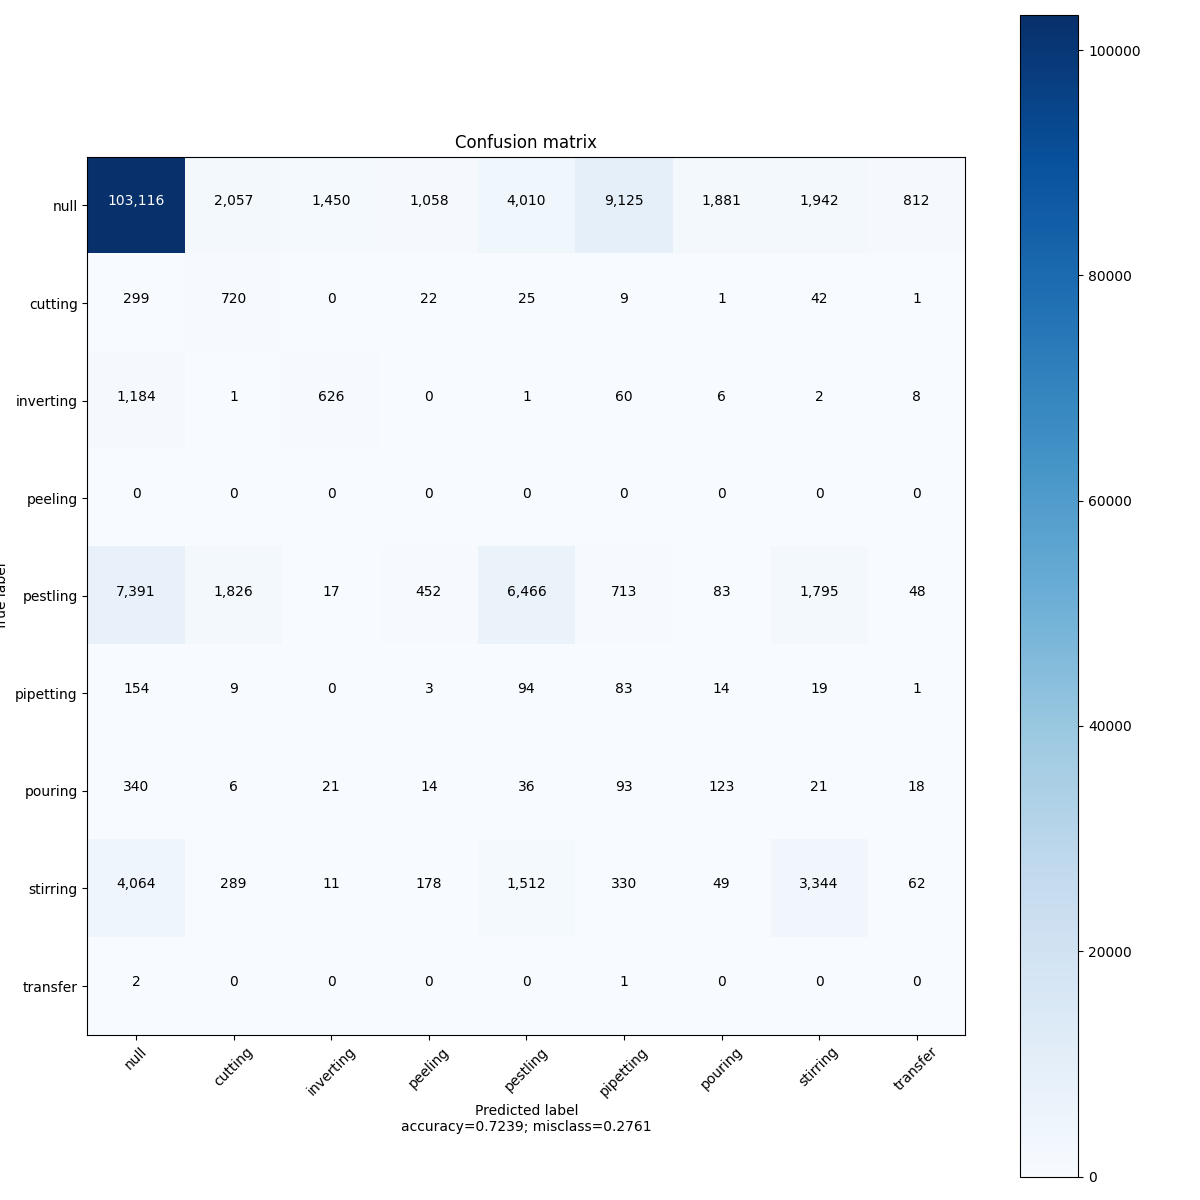 Confusion matrix
100000
80000
60000
40000
20000
0
null 103,116 2,057 1,450 1,058 4,010 9,125 1,881 1,942 812
cutting 299 720 0 22 25 9 1 42 1
inverting 1,184 1 626 0 1 60 6 2 8
peeling 0 0 0 0 0 0 0 0 0
pestling 7,391 1,826 17 452 6,466 713 83 1,795 48
pipetting 154 9 0 3 94 83 14 19 1
pouring 340 6 21 14 36 93 123 21 18
stirring 4,064 289 11 178 1,512 330 49 3,344 62
transfer 2 0 0 0 0 1 0 0 0
True label
null cutting inverting peeling pestling pipetting pouring stirring transfer
Predicted label
accuracy=0.7239; misclass=0.2761